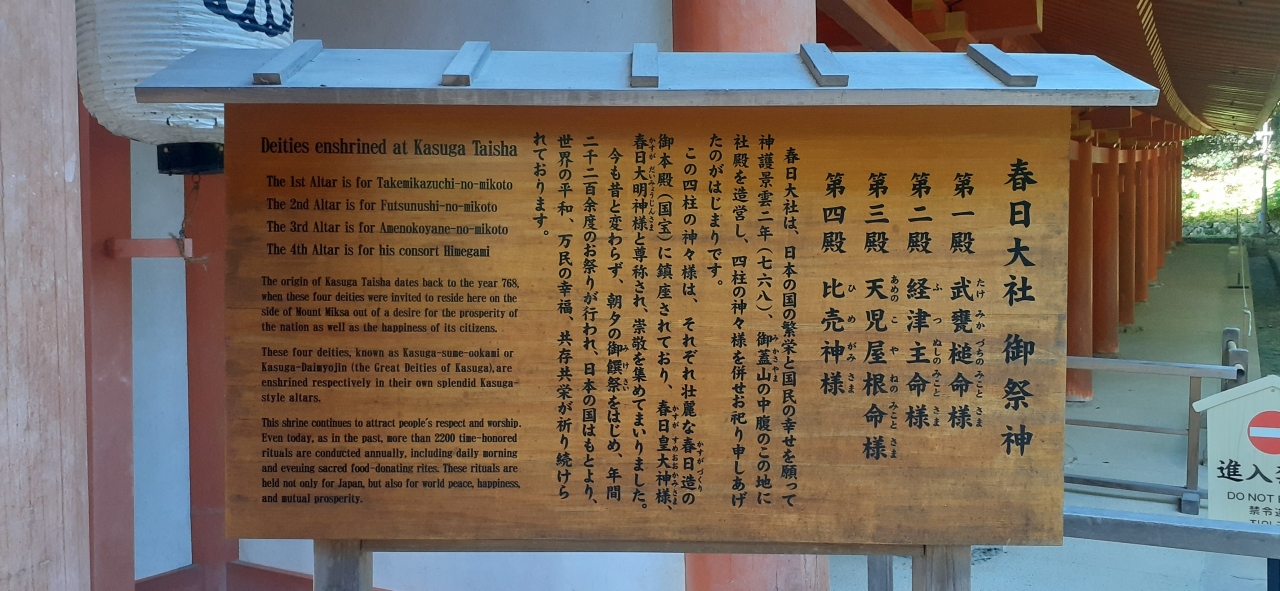 春日大社 御祭神
第一殿 武甕槌命様
第二殿 経津主命様
第三殿 天児屋根命様
第四殿 比売神様
春日大社は、日本の国の繁栄と国民の幸せを願って
神護景雲二年(七六八)、御蓋山の中腹のこの地に
社殿を造営し、四柱の神々様を併せお祀り申しあげ
たのがはじまりです。
この四柱の神々様は、それぞれ壮麗な春日造の
御本殿(国宝)に鎮座されており、春日皇大神様、
春日大明神様と尊称され、崇敬を集めてまいりました。
今も昔と変わらず、朝夕の御饌祭をはじめ、年間
二千二百余度のお祭りが行われ、日本の国はもとより、
世界の平和、万民の幸福、共存共栄が祈り続けら
れております。
Deities enshrined at Kasuga Taisha
The 1st Altar is for Takemikazuchi-no-mikoto
The 2nd Altar is for Futsunushi-no-mikoto
The 3rd Altar is for Amenokoyane-no-mikoto
The 4th Altar is for his consort Himegami
The origin of Kasuga Taisha dates back to the year 768,
when these four deities were invited to reside here on the
side of Mount Miksa out of a desire for the prosperity of
the nation as well as the happiness of its citizens.
These four deities, known as Kasuga-sume-ookami or
Kasuga-Daimyojin (the Great Deities of Kasuga), are
enshrined respectively in their own splendid Kasuga-
style altars.
This shrine continues to attract people's respect and worship.
Even today, as in the past, more than 2200 time-honored
rituals are conducted annually, including daily morning
and evening sacred food-donating rites. These rituals are
held not only for Japan, but also for world peace, happiness,
and mutual prosperity.
進入
DO NOT
禁令